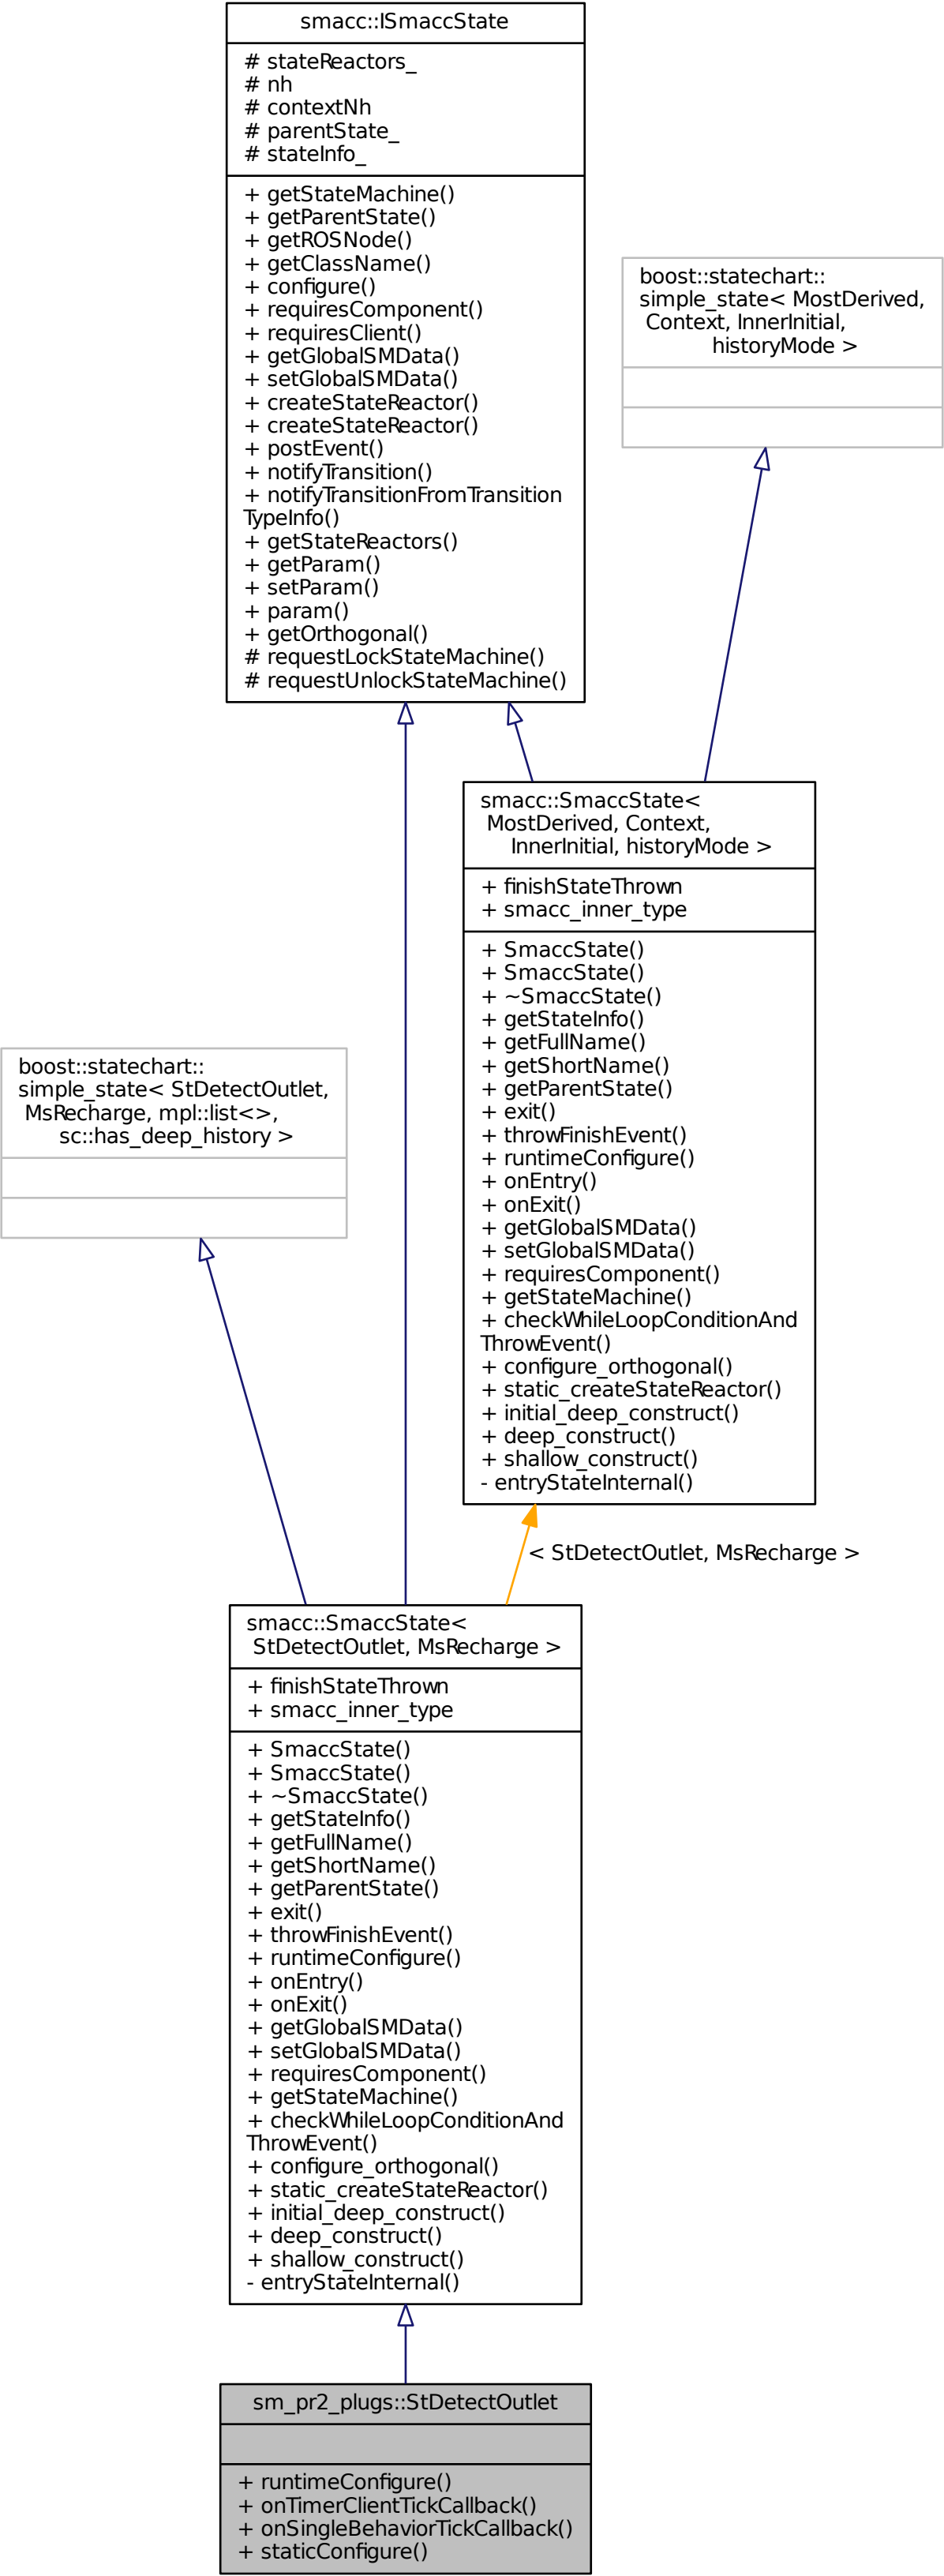 smacc::ISmaccState
# stateReactors_
# nh
# contextNh
# parentState_
# stateInfo_
+ getStateMachine()
+ getParentState()
+ getROSNode()
+ getClassName()
+ configure()
+ requiresComponent()
+ requiresClient()
+ getGlobalSMData()
+ setGlobalSMData()
+ createStateReactor()
+ createStateReactor()
+ postEvent()
+ notifyTransition()
+ notifyTransitionFromTransition
TypeInfo()
+ getStateReactors()
+ getParam()
+ setParam()
+ param()
+ getOrthogonal()
# requestLockStateMachine()
# requestUnlockStateMachine()
boost::statechart::
simple_state< MostDerived,
Context, InnerInitial,
historyMode >
smacc::SmaccState<
MostDerived, Context,
InnerInitial, historyMode >
+ finishStateThrown
+ smacc_inner_type
+ SmaccState()
+ SmaccState()
+ ~SmaccState()
+ getStateInfo()
+ getFullName()
+ getShortName()
+ getParentState()
+ exit()
+ throwFinishEvent()
+ runtimeConfigure()
+ onEntry()
+ onExit()
+ getGlobalSMData()
+ setGlobalSMData()
+ requiresComponent()
+ getStateMachine()
+ checkWhileLoopConditionAnd
ThrowEvent()
+ configure_orthogonal()
+ static_createStateReactor()
+ initial_deep_construct()
+ deep_construct()
+ shallow_construct()
- entryStateInternal()
boost::statechart::
simple_state< StDetectOutlet,
MsRecharge, mpl::list<>,
sc::has_deep_history >
< StDetectOutlet, MsRecharge >
smacc::SmaccState<
StDetectOutlet, MsRecharge >
+ finishStateThrown
+ smacc_inner_type
+ SmaccState()
+ SmaccState()
+ ~SmaccState()
+ getStateInfo()
+ getFullName()
+ getShortName()
+ getParentState()
+ exit()
+ throwFinishEvent()
+ runtimeConfigure()
+ onEntry()
+ onExit()
+ getGlobalSMData()
+ setGlobalSMData()
+ requiresComponent()
+ getStateMachine()
+ checkWhileLoopConditionAnd
ThrowEvent()
+ configure_orthogonal()
+ static_createStateReactor()
+ initial_deep_construct()
+ deep_construct()
+ shallow_construct()
- entryStateInternal()
sm_pr2_plugs::StDetectOutlet
+ runtimeConfigure()
+ onTimerClientTickCallback()
+ onSingleBehaviorTickCallback()
+ staticConfigure()